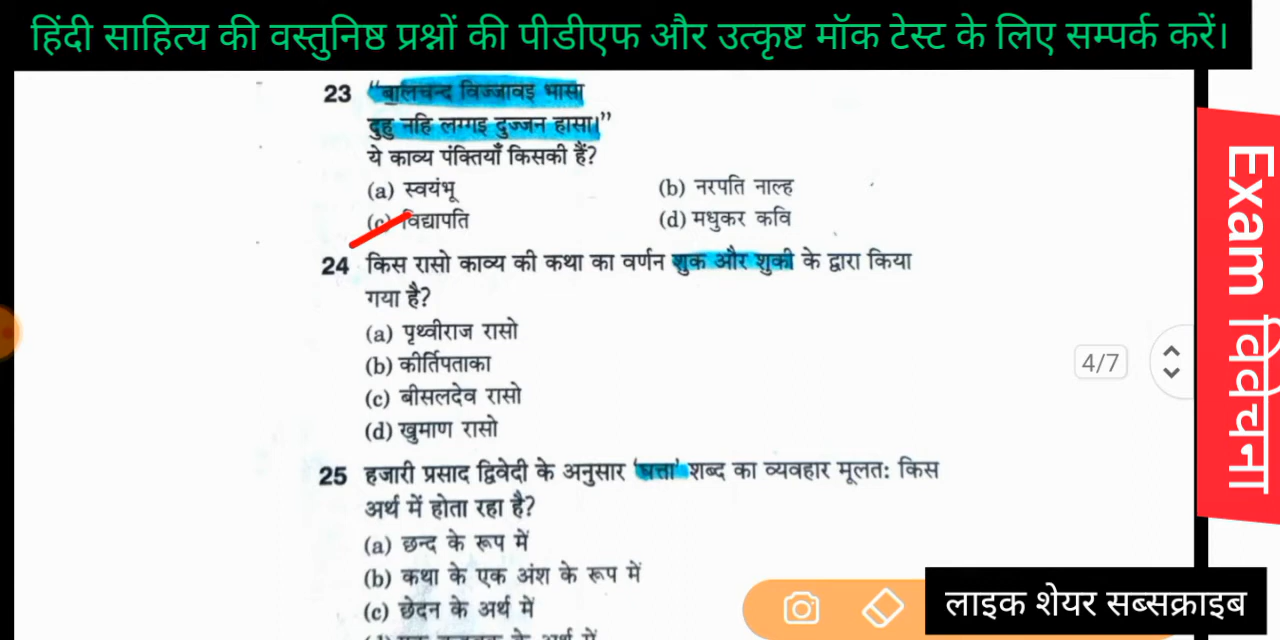 हिंदी साहित्य की वस्तुनिष्ठ प्रश्नों की पीडीएफ और उत्कृष्ट मॉक टेस्ट के लिए सम्पर्क करें।
23 “बालचन्द विज्जावइ भासा
दुहु नहि लग्गइ दुज्जन हासा।”
ये काव्य पंक्तियाँ किसकी हैं?
(a) स्वयंभू (b) नरपति नाल्ह
(c) विद्यापति (d) मधुकर कवि
24 किस रासो काव्य की कथा का वर्णन शुक और शुकी के द्वारा किया
गया है?
(a) पृथ्वीराज रासो
(b) कीर्तिपताका
(c) बीसलदेव रासो
(d) खुमाण रासो
25 हजारी प्रसाद द्विवेदी के अनुसार ‘घत्ता’ शब्द का व्यवहार मूलतः किस
अर्थ में होता रहा है?
(a) छन्द के रूप में
(b) कथा के एक अंश के रूप में
(c) छेदन के अर्थ में
4/7
Exam विवेचना
लाइक शेयर सब्सक्राइब